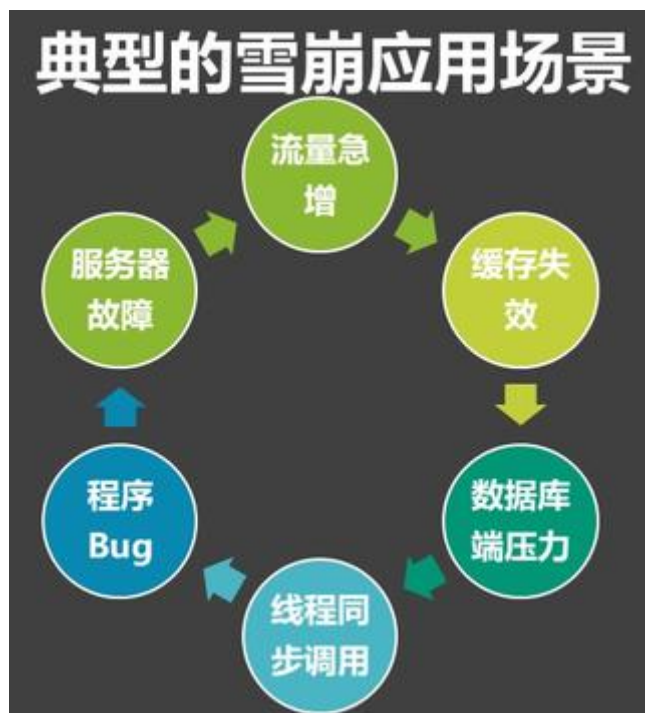 典型的雪崩应用场景
流量急
增
缓存失
效
数据库
端压力
线程同
步调用
程序
Bug
服务器
故障